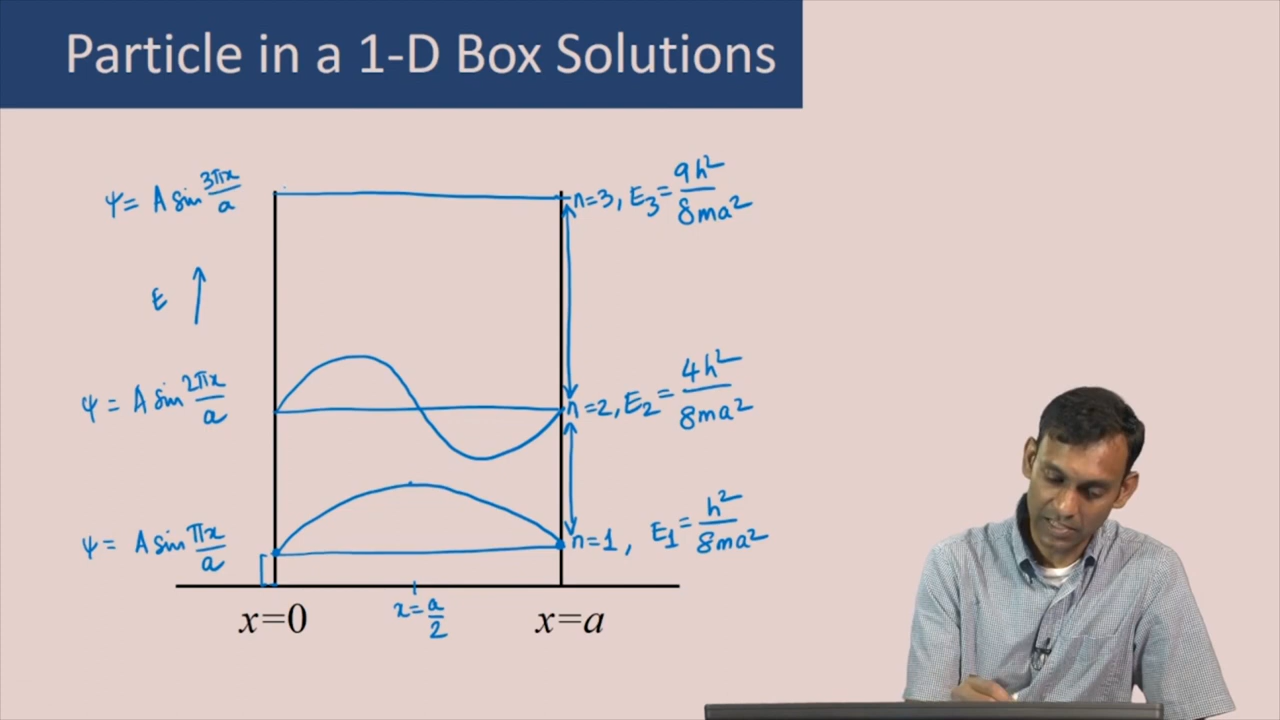 Particle in a 1-D Box Solutions
ψ = A sin 3πx/a
n=3, E₃ = 9h²/8ma²
E ↑
ψ = A sin 2πx/a
n=2, E₂ = 4h²/8ma²
ψ = A sin πx/a
n=1, E₁ = h²/8ma²
x=0
x=a/2
x=a